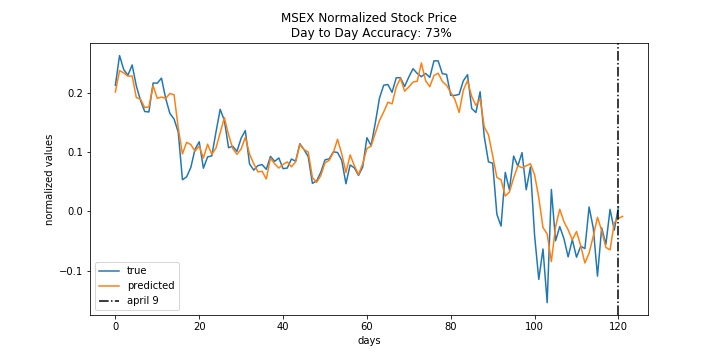 MSEX Normalized Stock Price
Day to Day Accuracy: 73%
normalized values
0.2
0.1
0.0
−0.1
true
predicted
april 9
0 20 40 60 80 100 120
days